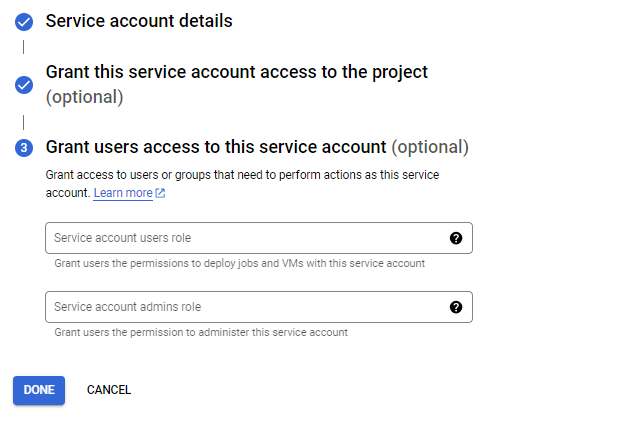 Service account details
Grant this service account access to the project
(optional)
3 Grant users access to this service account (optional)
Grant access to users or groups that need to perform actions as this service
account. Learn more
Service account users role
?
Grant users the permissions to deploy jobs and VMs with this service account
Service account admins role
?
Grant users the permission to administer this service account
DONE CANCEL